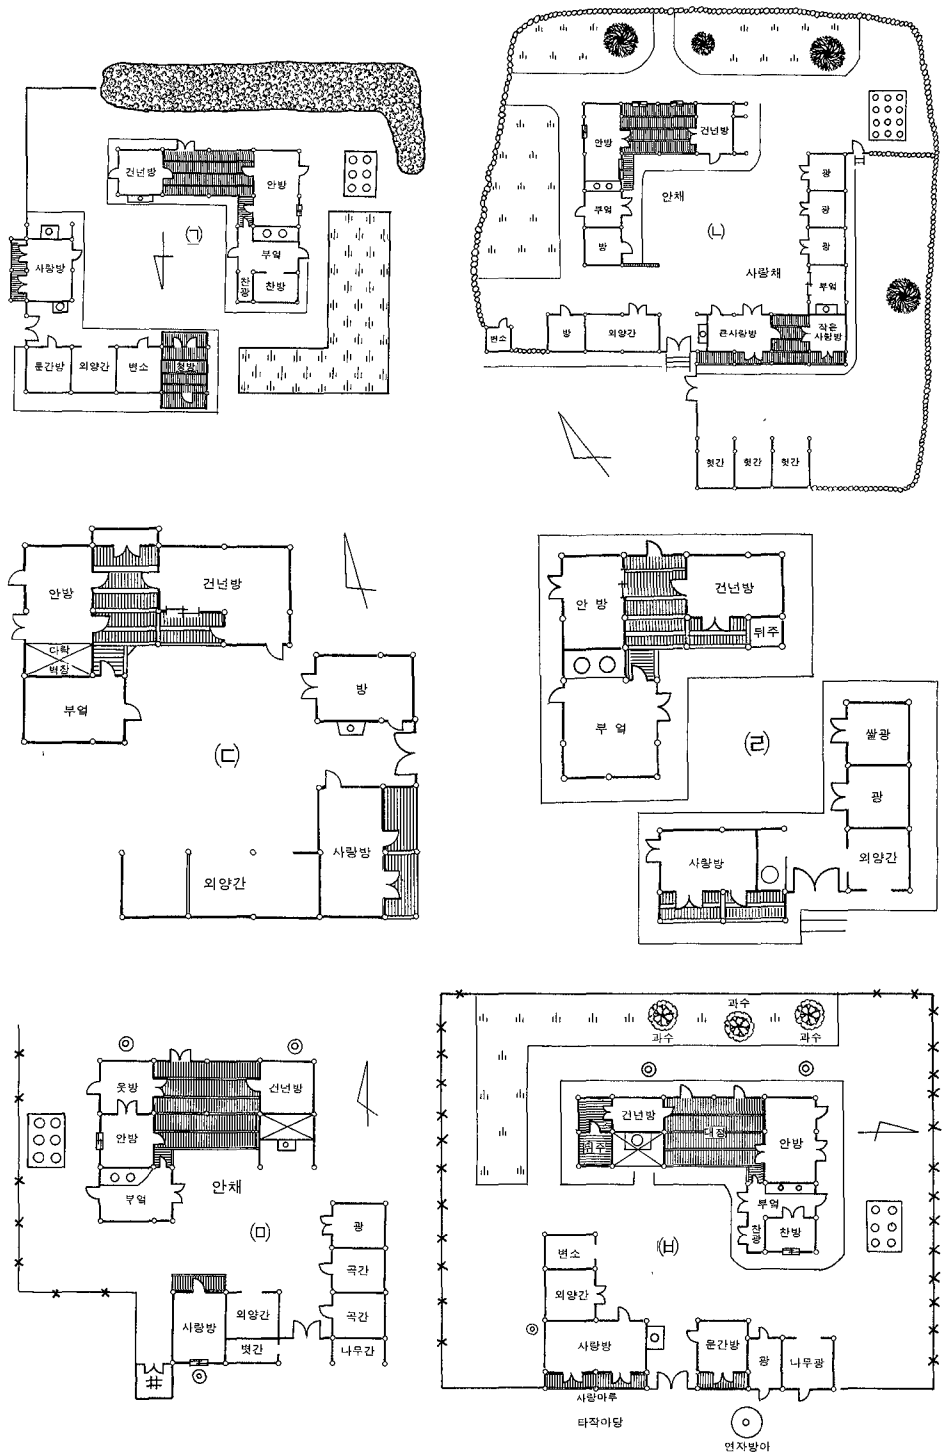 건넌방
안방
사랑방
㉠
부엌
찬광
찬방
문간방
외양간
변소
헛방
안방
건넌방
부엌
안채
방
㉡
광
광
광
사랑채
부엌
변소
방
외양간
큰사랑방
작은
사랑방
헛간
헛간
헛간
안방
건넌방
다락
벽장
부엌
방
㉢
사랑방
외양간
안방
건넌방
뒤주
부엌
㉣
쌀광
광
사랑방
외양간
웃방
건넌방
안방
부엌
안채
㉤
광
곡간
곡간
나무간
사랑방
외양간
볏간
과수
과수
과수
건넌방
대청
뒤주
안방
부엌
찬광
찬방
㉥
변소
외양간
사랑방
문간방
광
나무광
사랑마루
타작마당
연자방아